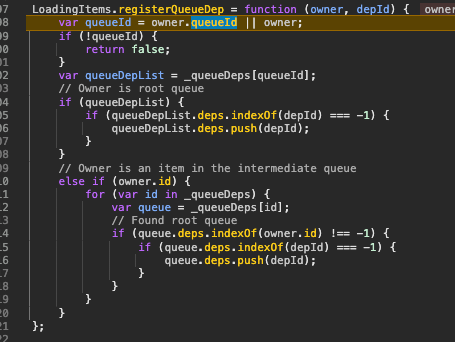 97 LoadingItems.registerQueueDep = function (owner, depId) { owner
98 var queueId = owner.queueId || owner;
99 if (!queueId) {
00 return false;
01 }
02 var queueDepList = _queueDeps[queueId];
03 // Owner is root queue
04 if (queueDepList) {
05 if (queueDepList.deps.indexOf(depId) === -1) {
06 queueDepList.deps.push(depId);
07 }
08 }
09 // Owner is an item in the intermediate queue
10 else if (owner.id) {
11 for (var id in _queueDeps) {
12 var queue = _queueDeps[id];
13 // Found root queue
14 if (queue.deps.indexOf(owner.id) !== -1) {
15 if (queue.deps.indexOf(depId) === -1) {
16 queue.deps.push(depId);
17 }
18 }
19 }
20 }
21 };
22